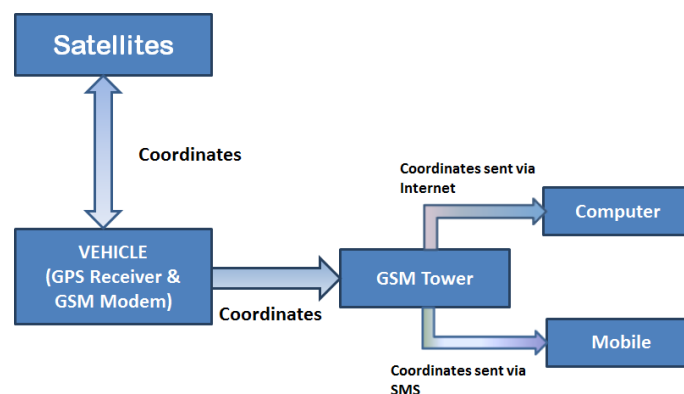 Satellites
Coordinates
VEHICLE
(GPS Receiver &
GSM Modem)
Coordinates
GSM Tower
Coordinates sent via
Internet
Computer
Mobile
Coordinates sent via
SMS